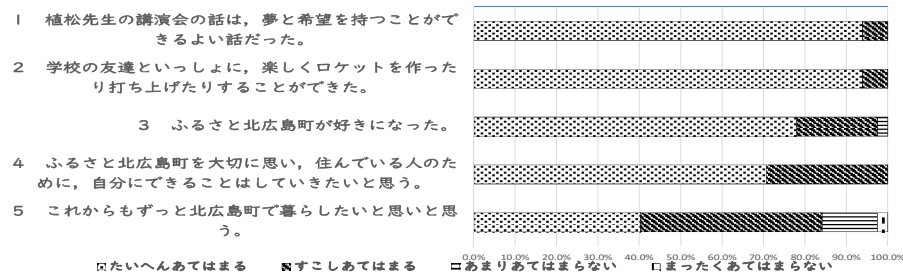 1　植松先生の講演会の話は，夢と希望を持つことがで
きるよい話だった。
2　学校の友達といっしょに，楽しくロケットを作った
り打ち上げたりすることができた。
3　ふるさと北広島町が好きになった。
4　ふるさと北広島町を大切に思い，住んでいる人のた
めに，自分にできることはしていきたいと思う。
5　これからもずっと北広島町で暮らしたいと思いと思
う。
0.0% 10.0% 20.0% 30.0% 40.0% 50.0% 60.0% 70.0% 80.0% 90.0% 100.0%
たいへんあてはまる　すこしあてはまる　あまりあてはまらない　まったくあてはまらない